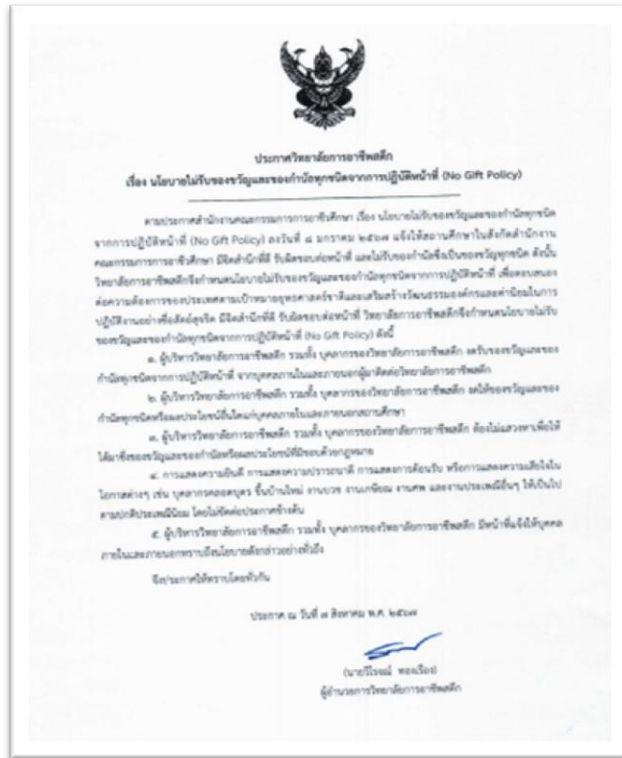 ประกาศวิทยาลัยการอาชีพสตึก
เรื่อง นโยบายไม่รับของขวัญและของกำนัลทุกชนิดจากการปฏิบัติหน้าที่ (No Gift Policy)
ตามประกาศสำนักงานคณะกรรมการการอาชีวศึกษา เรื่อง นโยบายไม่รับของขวัญและของกำนัลทุกชนิด
จากการปฏิบัติหน้าที่ (No Gift Policy) ลงวันที่ ๘ มกราคม ๒๕๖๗ แจ้งให้สถานศึกษาในสังกัดสำนักงาน
คณะกรรมการการอาชีวศึกษา มีจิตสำนึกที่ดี รับผิดชอบต่อหน้าที่ และไม่รับของกำนัลซึ่งเป็นของขวัญทุกชนิด ดังนั้น
วิทยาลัยการอาชีพสตึกจึงกำหนดนโยบายไม่รับของขวัญและของกำนัลทุกชนิดจากการปฏิบัติหน้าที่ เพื่อตอบสนอง
ต่อความต้องการของประเทศตามเป้าหมายยุทธศาสตร์ชาติและเสริมสร้างวัฒนธรรมองค์กรและค่านิยมในการ
ปฏิบัติงานอย่างซื่อสัตย์สุจริต มีจิตสำนึกที่ดี รับผิดชอบต่อหน้าที่ วิทยาลัยการอาชีพสตึกจึงกำหนดนโยบายไม่รับ
ของขวัญและของกำนัลทุกชนิดจากการปฏิบัติหน้าที่ (No Gift Policy) ดังนี้
๑. ผู้บริหารวิทยาลัยการอาชีพสตึก รวมทั้ง บุคลากรของวิทยาลัยการอาชีพสตึก งดรับของขวัญและของ
กำนัลทุกชนิดจากการปฏิบัติหน้าที่ จากบุคคลภายในและภายนอกผู้มาติดต่อวิทยาลัยการอาชีพสตึก
๒. ผู้บริหารวิทยาลัยการอาชีพสตึก รวมทั้ง บุคลากรของวิทยาลัยการอาชีพสตึก งดให้ของขวัญและของ
กำนัลทุกชนิดหรือผลประโยชน์อื่นใดแก่บุคคลภายในและภายนอกสถานศึกษา
๓. ผู้บริหารวิทยาลัยการอาชีพสตึก รวมทั้ง บุคลากรของวิทยาลัยการอาชีพสตึก ต้องไม่แสวงหาเพื่อให้
ได้มาซึ่งของขวัญและของกำนัลหรือผลประโยชน์ที่มิชอบด้วยกฎหมาย
๔. การแสดงความยินดี การแสดงความปรารถนาดี การแสดงการต้อนรับ หรือการแสดงความเสียใจใน
โอกาสต่างๆ เช่น บุคลากรคลอดบุตร ขึ้นบ้านใหม่ งานบวช งานเกษียณ งานศพ และงานประเพณีอื่นๆ ให้เป็นไป
ตามปกติประเพณีนิยม โดยไม่ขัดต่อประกาศข้างต้น
๕. ผู้บริหารวิทยาลัยการอาชีพสตึก รวมทั้ง บุคลากรของวิทยาลัยการอาชีพสตึก มีหน้าที่แจ้งให้บุคคล
ภายในและภายนอกทราบถึงนโยบายดังกล่าวอย่างทั่วถึง
จึงประกาศให้ทราบโดยทั่วกัน
ประกาศ ณ วันที่ ๗ สิงหาคม พ.ศ. ๒๕๖๗
(นายวิโรจน์ ทองเรือง)
ผู้อำนวยการวิทยาลัยการอาชีพสตึก